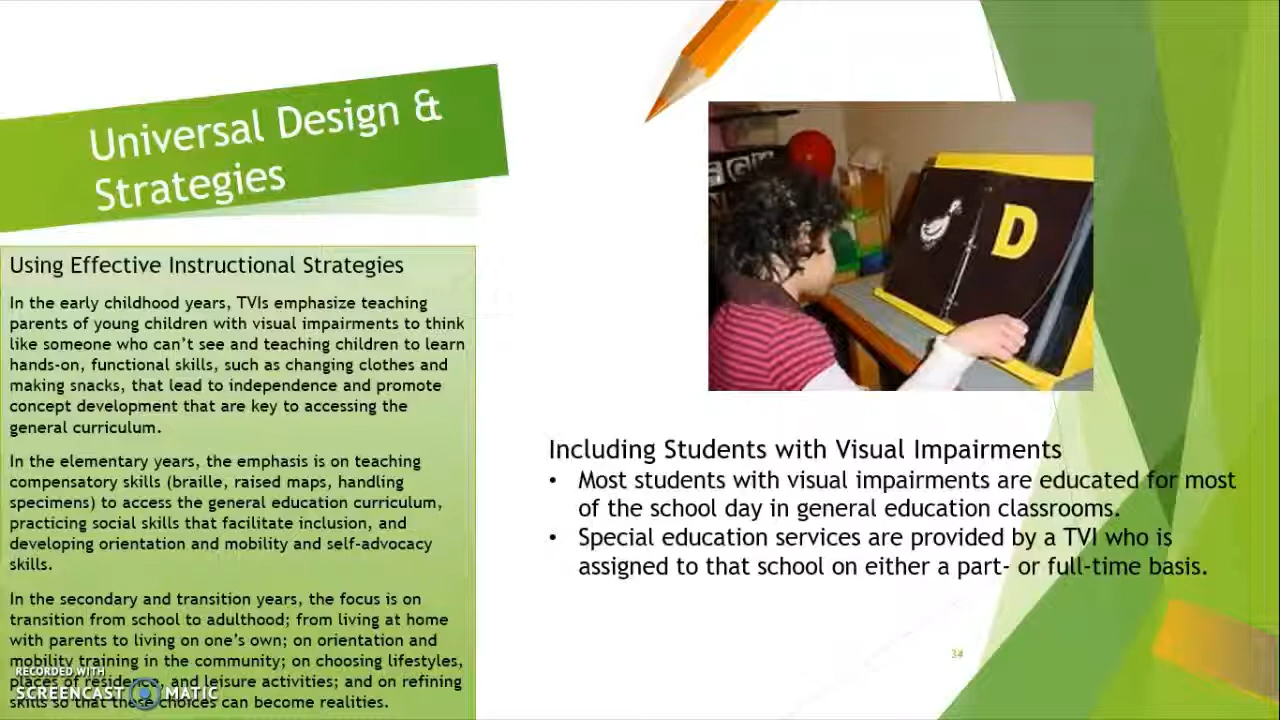 Universal Design &
Strategies
Using Effective Instructional Strategies
In the early childhood years, TVIs emphasize teaching
parents of young children with visual impairments to think
like someone who can't see and teaching children to learn
hands-on, functional skills, such as changing clothes and
making snacks, that lead to independence and promote
concept development that are key to accessing the
general curriculum.
In the elementary years, the emphasis is on teaching
compensatory skills (braille, raised maps, handling
specimens) to access the general education curriculum,
practicing social skills that facilitate inclusion, and
developing orientation and mobility and self-advocacy
skills.
In the secondary and transition years, the focus is on
transition from school to adulthood; from living at home
with parents to living on one's own; on orientation and
mobility training in the community; on choosing lifestyles,
places of residence, and leisure activities; and on refining
skills so that these choices can become realities.
RECORDED WITH
SCREENCAST MATIC
D
Including Students with Visual Impairments
• Most students with visual impairments are educated for most
of the school day in general education classrooms.
• Special education services are provided by a TVI who is
assigned to that school on either a part- or full-time basis.
34